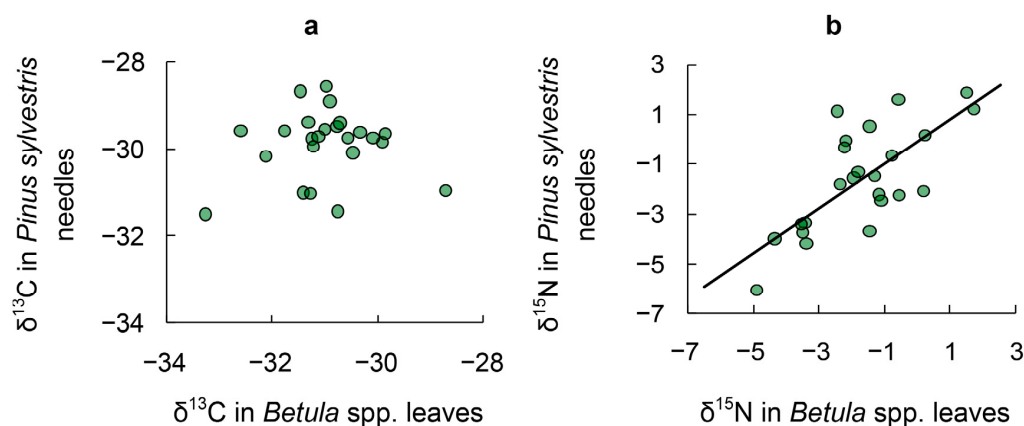 a
δ¹³C in Pinus sylvestris
needles
−28
−30
−32
−34
−34
−32
−30
−28
δ¹³C in Betula spp. leaves
b
δ¹⁵N in Pinus sylvestris
needles
3
1
−1
−3
−5
−7
−7
−5
−3
−1
1
3
δ¹⁵N in Betula spp. leaves